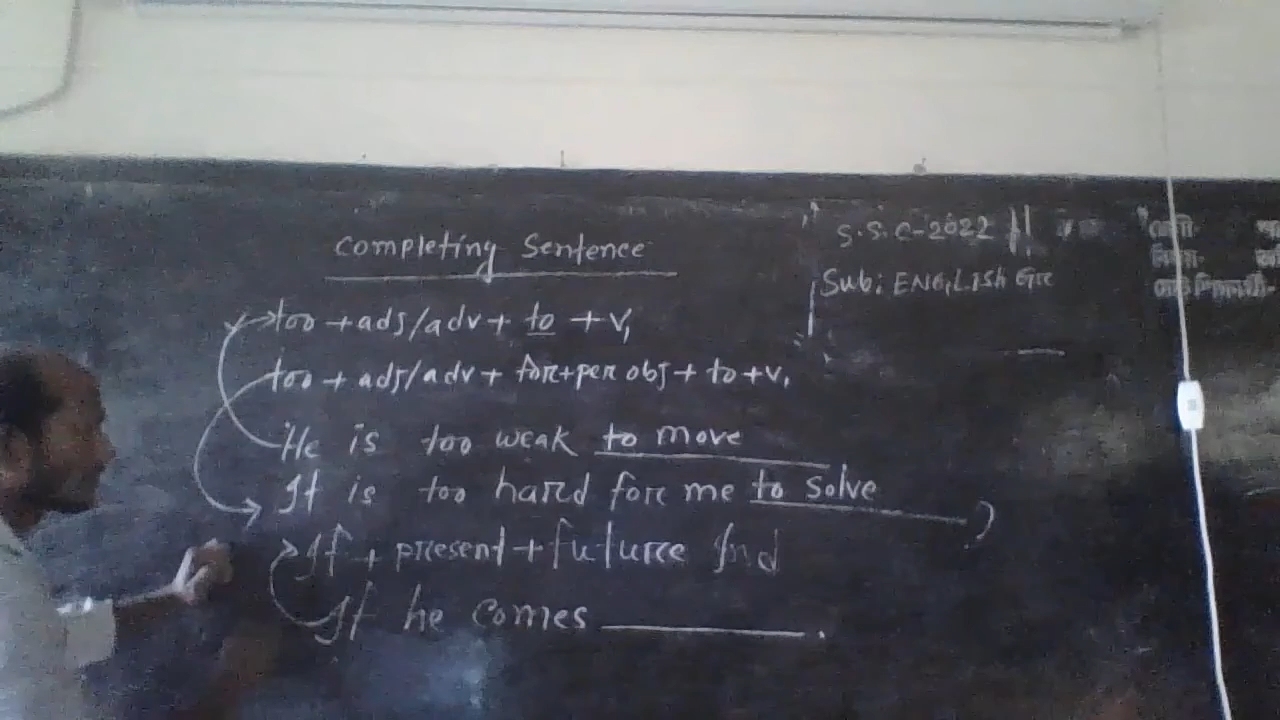 Completing Sentence
too + adj/adv + to + V₁
too + adj/adv + for + per obj + to + V₁
He is too weak to move
It is too hard for me to solve
If + present + future Ind
If he comes ________.
S.S.C-2022
Sub: ENGLISH